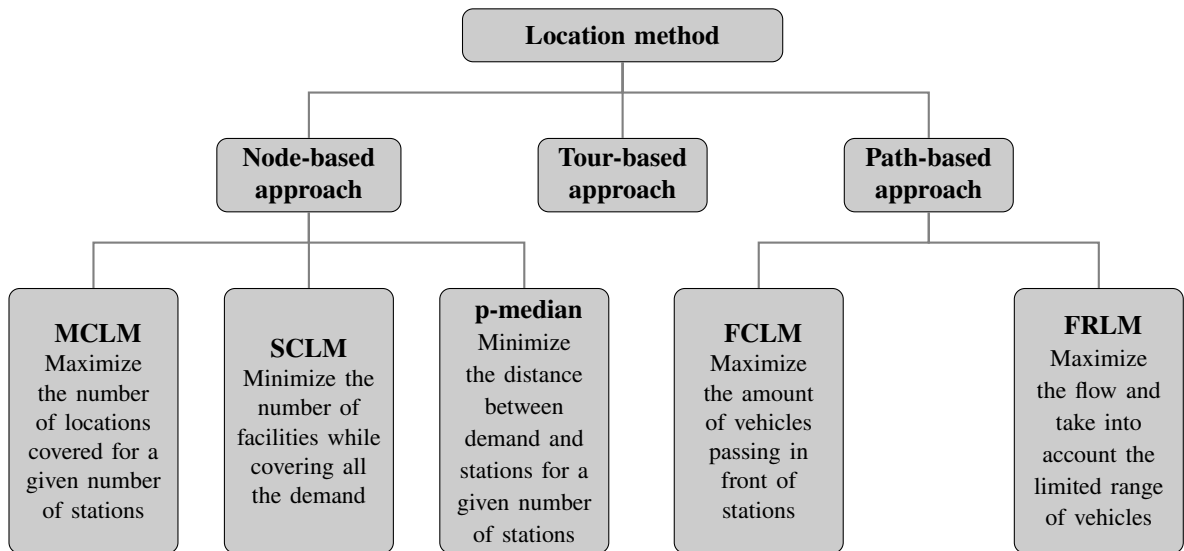 Location method
Node-based
approach
Tour-based
approach
Path-based
approach
MCLM
Maximize
the number
of locations
covered for a
given number
of stations
SCLM
Minimize the
number of
facilities while
covering all
the demand
p-median
Minimize
the distance
between
demand and
stations for a
given number
of stations
FCLM
Maximize
the amount
of vehicles
passing in
front of
stations
FRLM
Maximize
the flow and
take into
account the
limited range
of vehicles